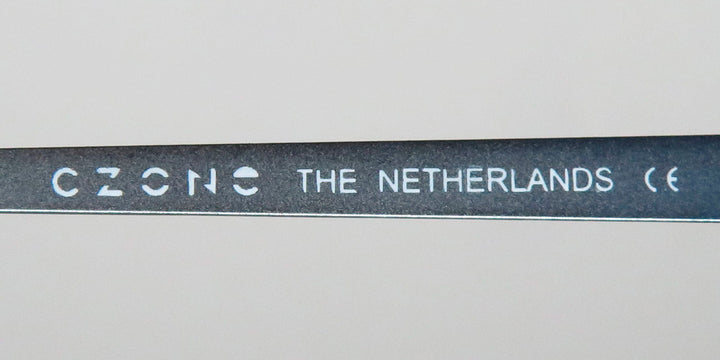 CZONE THE NETHERLANDS CE